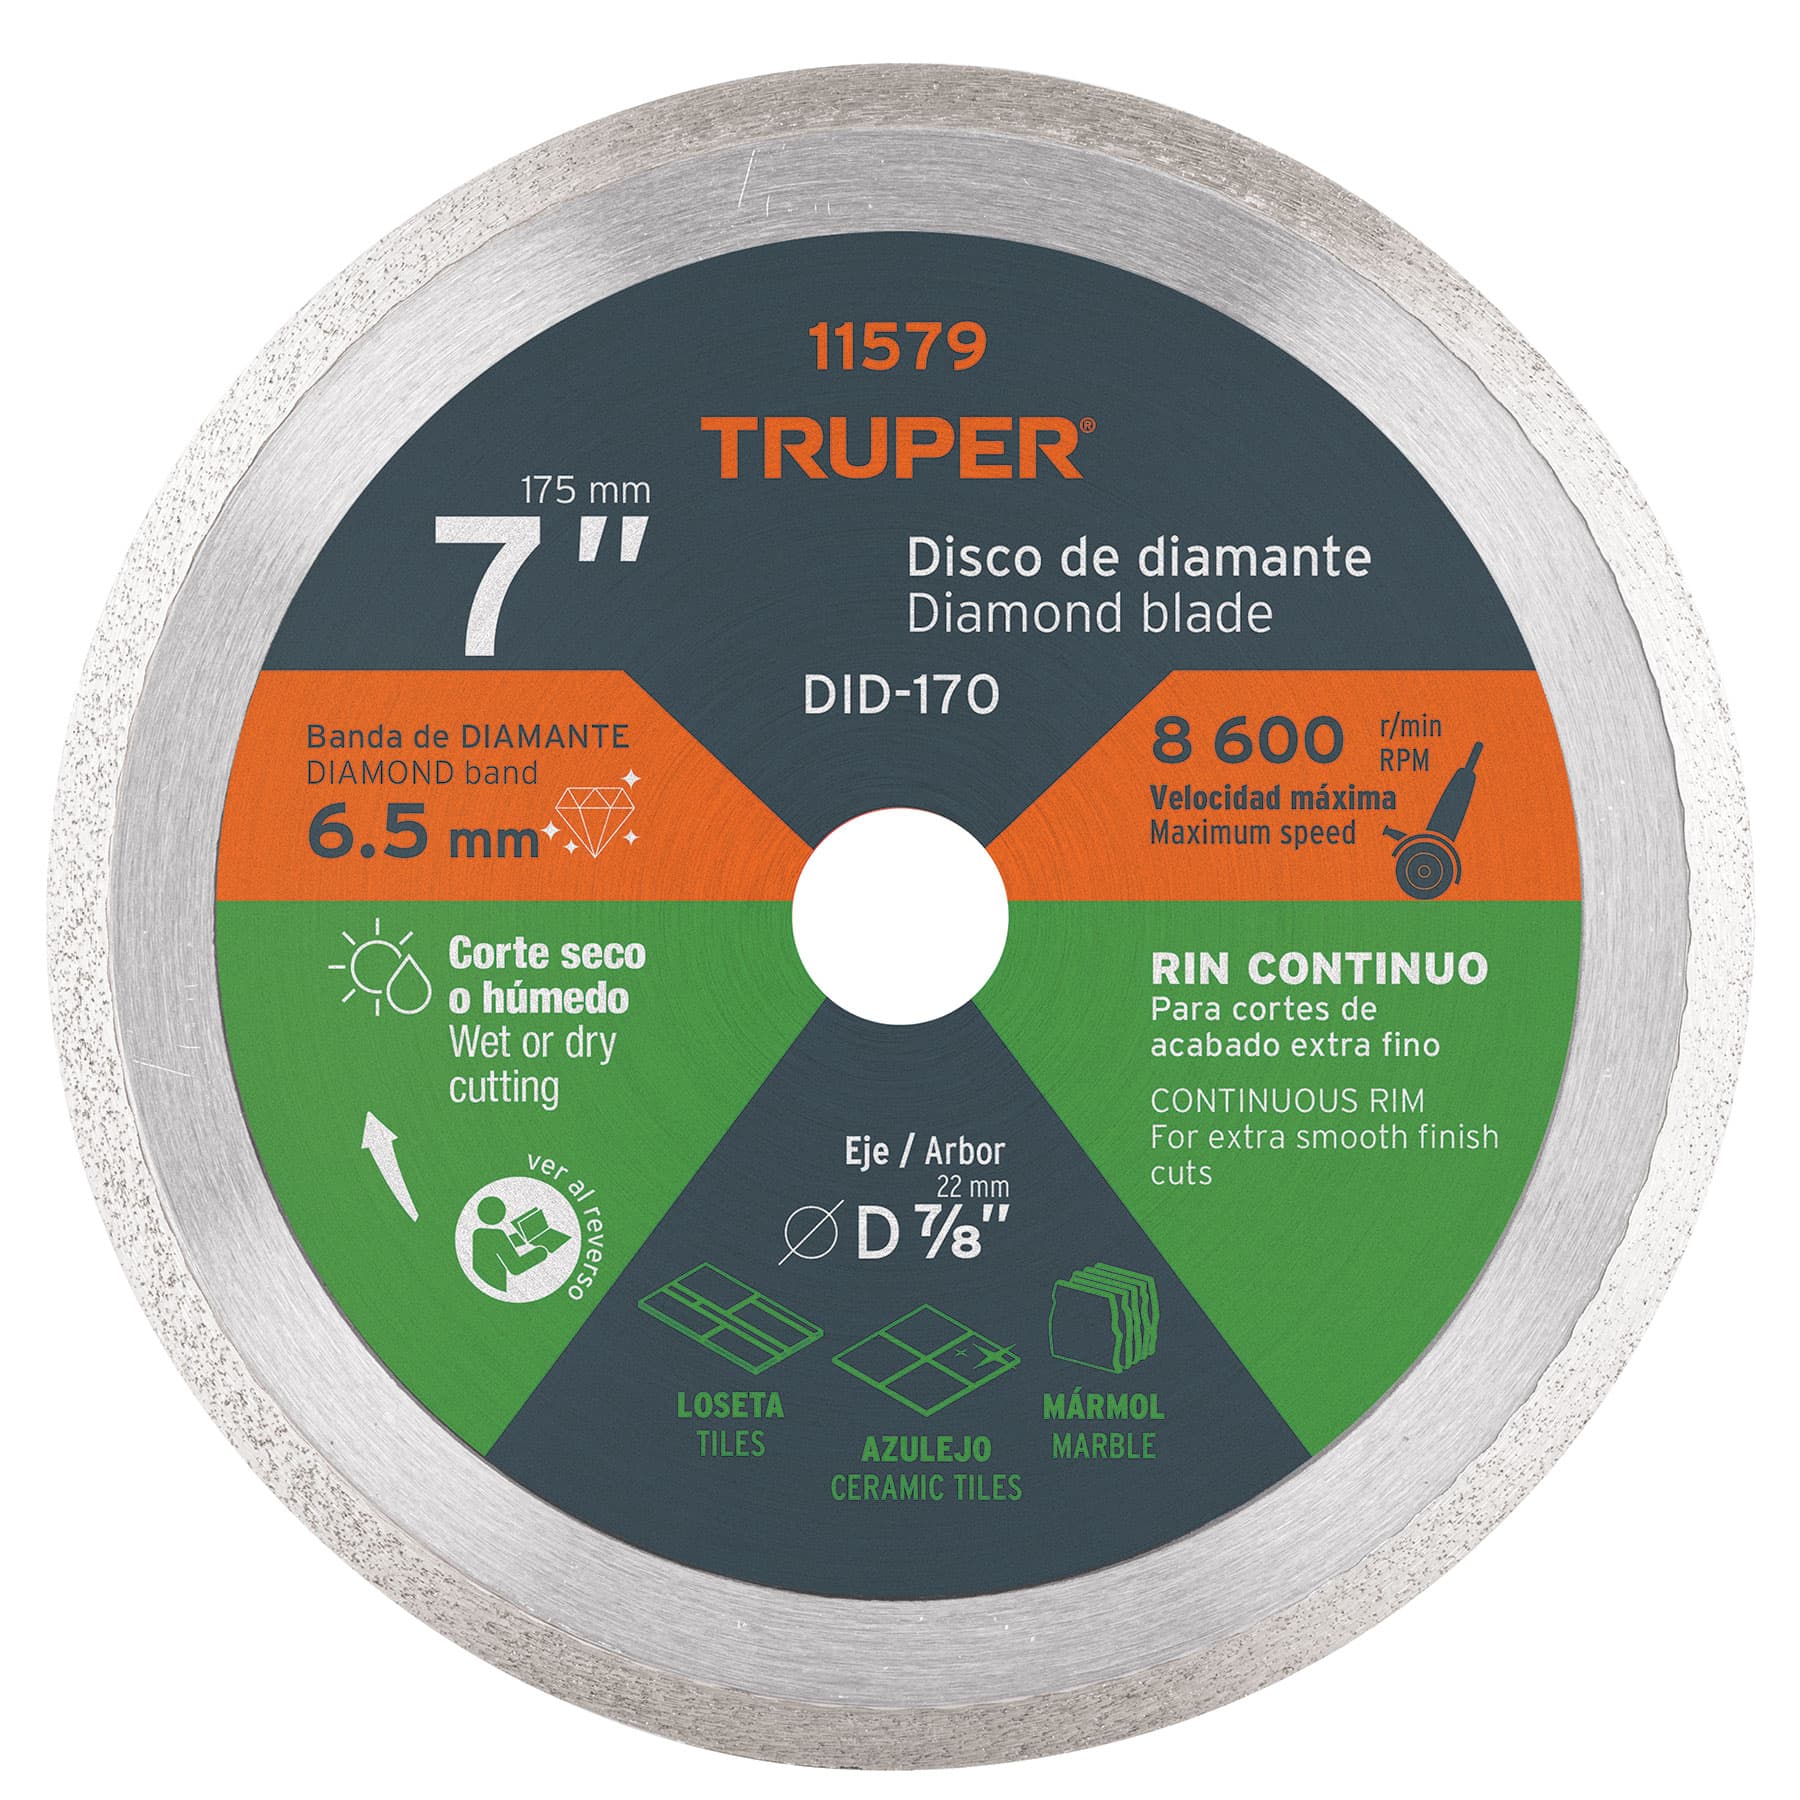 11579
TRUPER®
175 mm
7"
Disco de diamante
Diamond blade
DID-170
Banda de DIAMANTE
DIAMOND band
6.5 mm
8 600 r/min
RPM
Velocidad máxima
Maximum speed
Corte seco
o húmedo
Wet or dry
cutting
ver al reverso
RIN CONTINUO
Para cortes de
acabado extra fino
CONTINUOUS RIM
For extra smooth finish
cuts
Eje / Arbor
22 mm
D 7/8"
LOSETA
TILES
AZULEJO
CERAMIC TILES
MÁRMOL
MARBLE